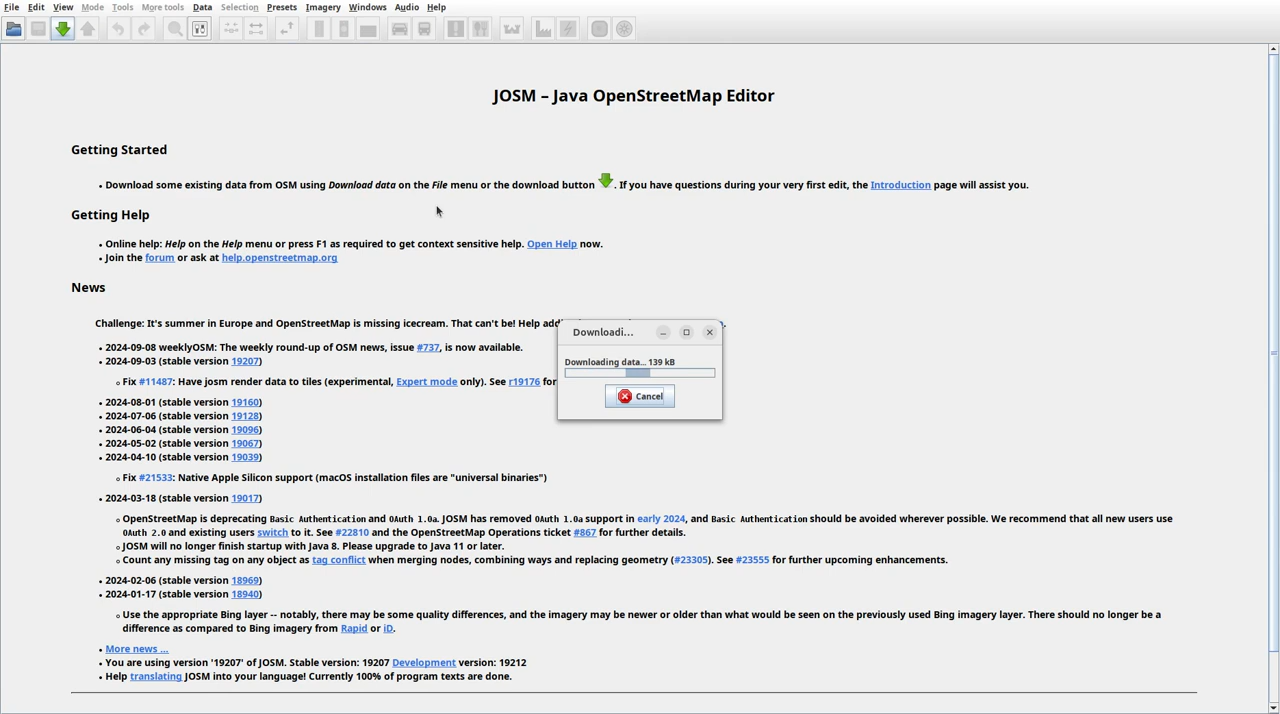 File Edit View Mode Tools More tools Data Selection Presets Imagery Windows Audio Help
JOSM – Java OpenStreetMap Editor
Getting Started
• Download some existing data from OSM using Download data on the File menu or the download button . If you have questions during your very first edit, the Introduction page will assist you.
Getting Help
• Online help: Help on the Help menu or press F1 as required to get context sensitive help. Open Help now.
• Join the forum or ask at help.openstreetmap.org
News
Challenge: It's summer in Europe and OpenStreetMap is missing icecream. That can't be! Help
• 2024-09-08 weeklyOSM: The weekly round-up of OSM news, issue #737, is now available.
• 2024-09-03 (stable version 19207)
Downloadi...
Downloading data... 139 kB
Cancel
◦ Fix #11487: Have josm render data to tiles (experimental, Expert mode only). See r19176 for
• 2024-08-01 (stable version 19160)
• 2024-07-06 (stable version 19128)
• 2024-06-04 (stable version 19096)
• 2024-05-02 (stable version 19067)
• 2024-04-10 (stable version 19039)
◦ Fix #21533: Native Apple Silicon support (macOS installation files are "universal binaries")
• 2024-03-18 (stable version 19017)
◦ OpenStreetMap is deprecating Basic Authentication and OAuth 1.0a. JOSM has removed OAuth 1.0a support in early 2024, and Basic Authentication should be avoided wherever possible. We recommend that all new users use
OAuth 2.0 and existing users switch to it. See #22810 and the OpenStreetMap Operations ticket #867 for further details.
◦ JOSM will no longer finish startup with Java 8. Please upgrade to Java 11 or later.
◦ Count any missing tag on any object as tag conflict when merging nodes, combining ways and replacing geometry (#23305). See #23555 for further upcoming enhancements.
• 2024-02-06 (stable version 18969)
• 2024-01-17 (stable version 18940)
◦ Use the appropriate Bing layer -- notably, there may be some quality differences, and the imagery may be newer or older than what would be seen on the previously used Bing imagery layer. There should no longer be a
difference as compared to Bing imagery from Rapid or iD.
• More news ...
• You are using version '19207' of JOSM. Stable version: 19207 Development version: 19212
• Help translating JOSM into your language! Currently 100% of program texts are done.